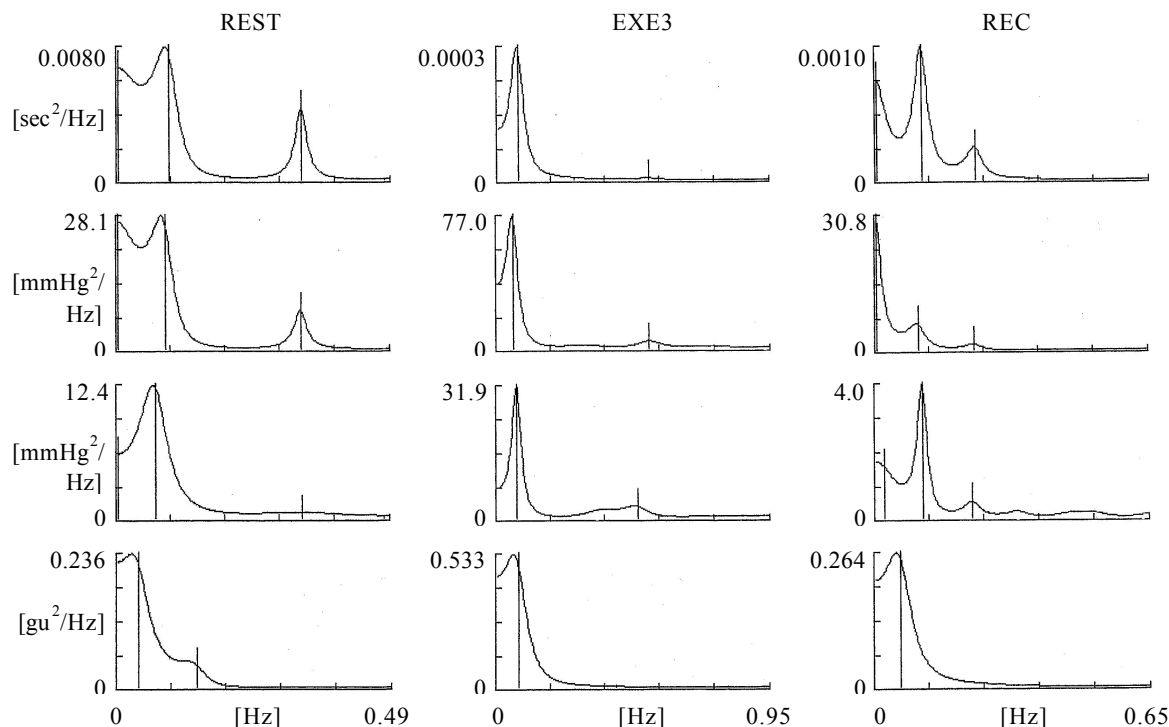 REST EXE3 REC
0.0080 0.0003 0.0010
[sec²/Hz]
0 0 0
28.1 77.0 30.8
[mmHg²/
Hz]
0 0 0
12.4 31.9 4.0
[mmHg²/
Hz]
0 0 0
0.236 0.533 0.264
[gu²/Hz]
0 0 0
0 [Hz] 0.49 0 [Hz] 0.95 0 [Hz] 0.65